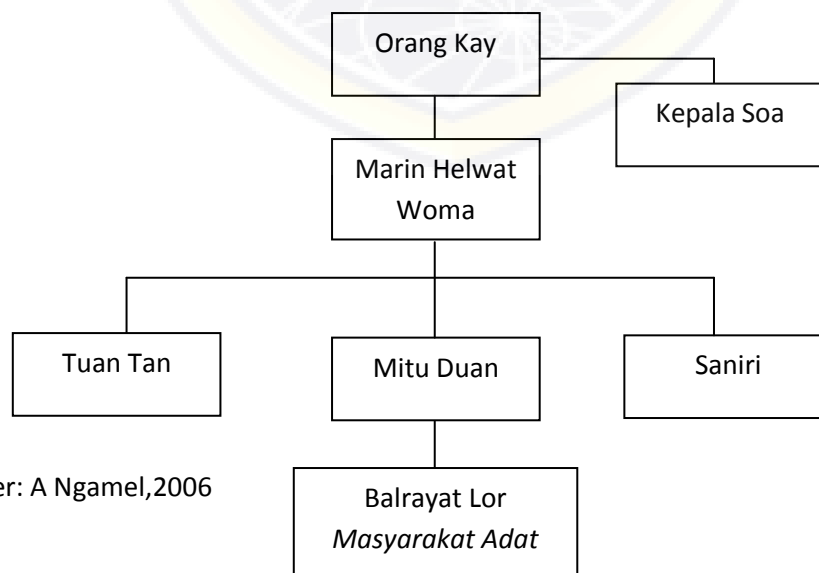 Orang Kay
Kepala Soa
Marin Helwat
Woma
Tuan Tan
Mitu Duan
Saniri
er: A Ngamel,2006
Balrayat Lor
Masyarakat Adat